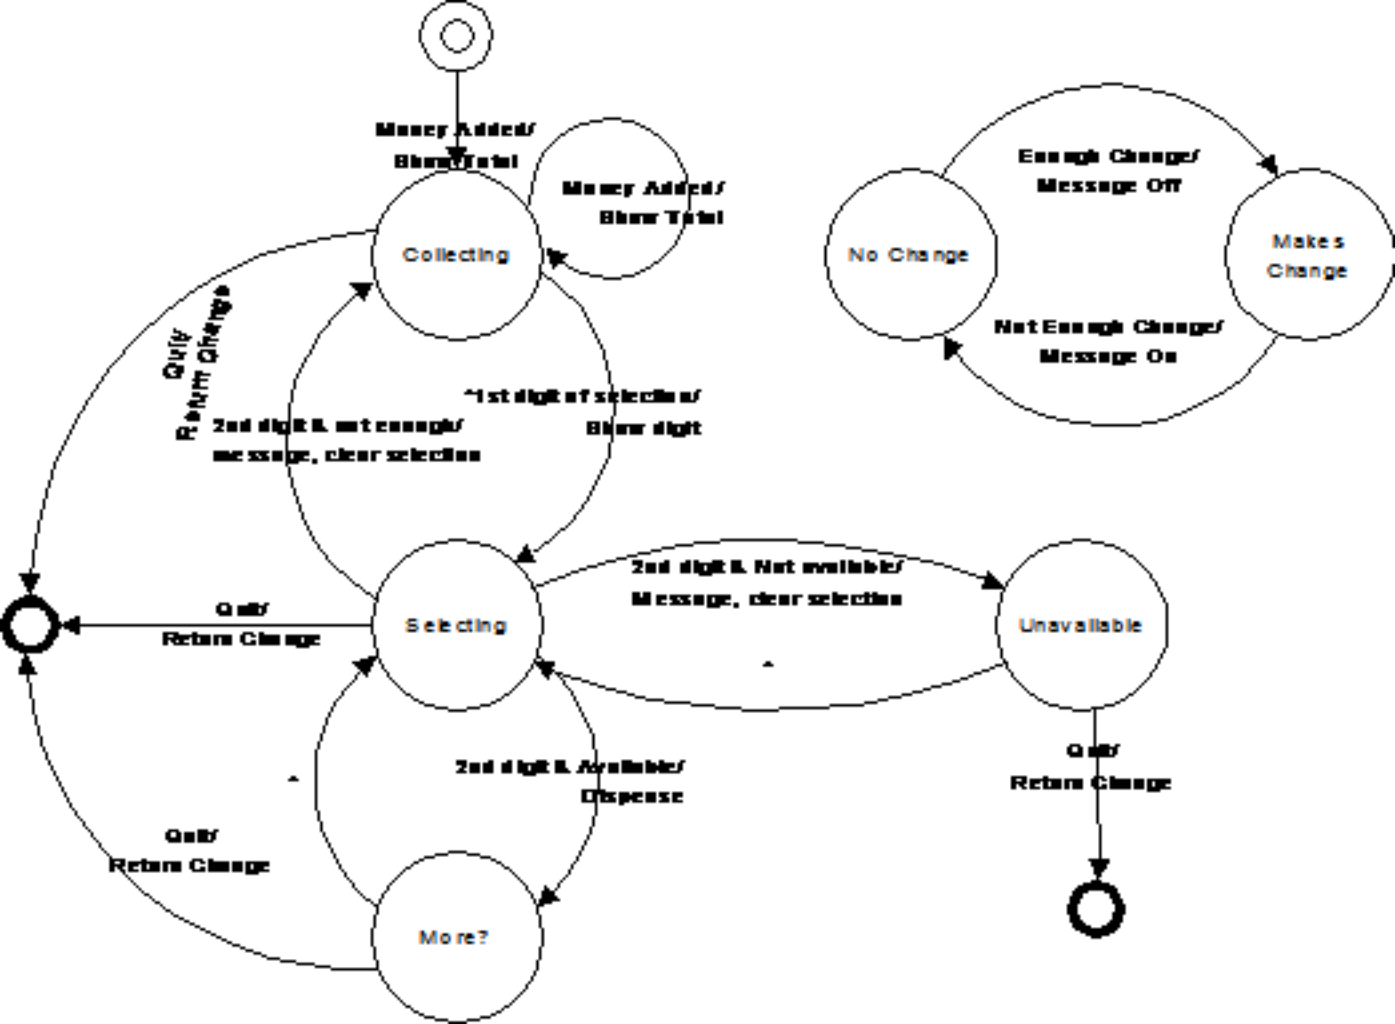 Money Added/
Show Total
Money Added/
Show Total
Collecting
Quit/
Return Change
^1st digit of selection/
Show digit
2nd digit & not enough/
message, clear selection
No Change
Enough Change/
Message Off
Makes
Change
Not Enough Change/
Message On
Quit/
Return Change
Selecting
2nd digit & Not available/
Message, clear selection
Unavailable
^
2nd digit & Available/
Dispense
^
Quit/
Return Change
Quit/
Return Change
More?